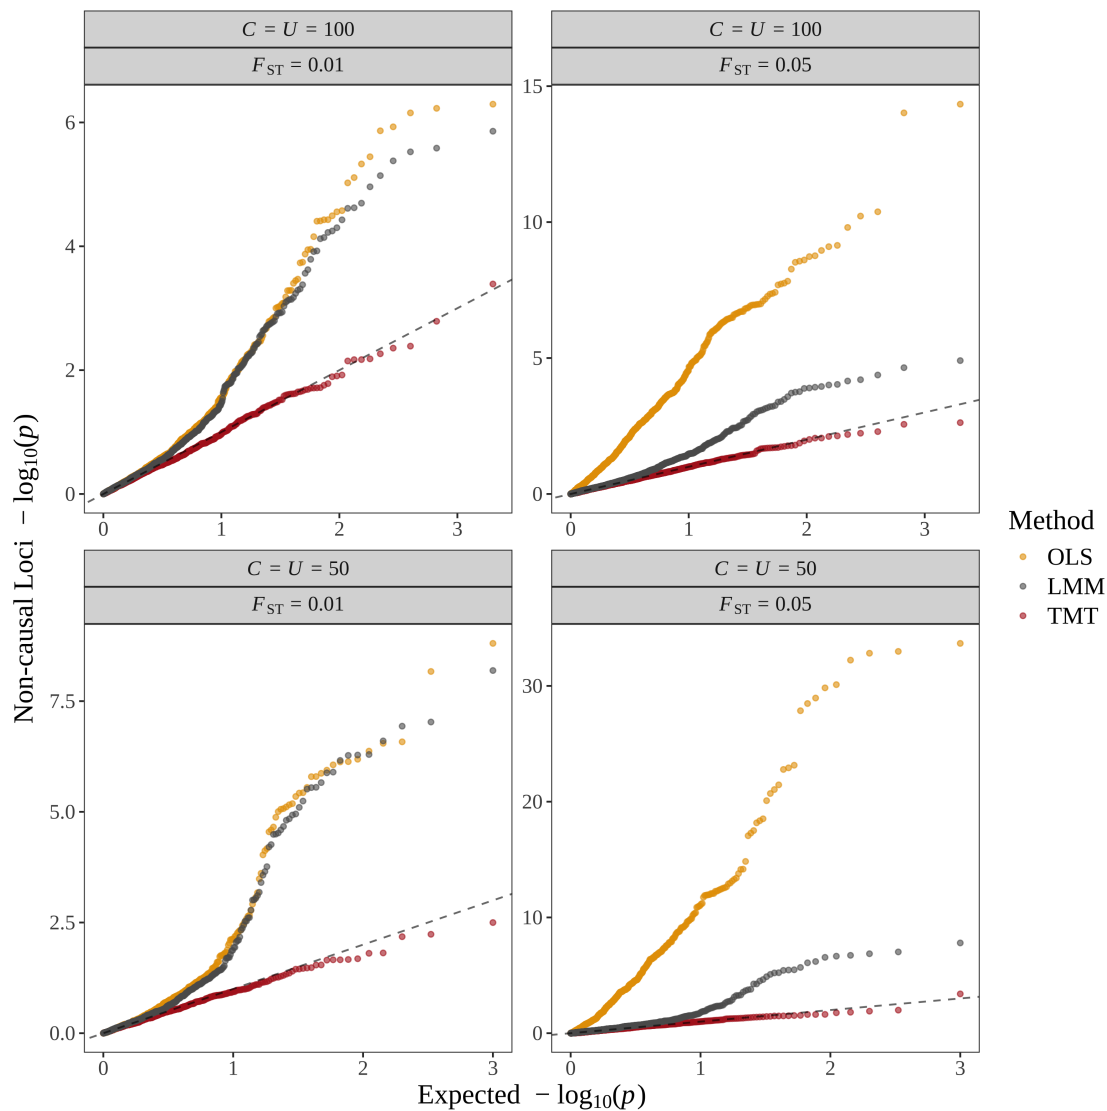 C = U = 100
F_ST = 0.01
6
4
2
0
0 1 2 3
C = U = 100
F_ST = 0.05
15
10
5
0
0 1 2 3
C = U = 50
F_ST = 0.01
7.5
5.0
2.5
0.0
0 1 2 3
C = U = 50
F_ST = 0.05
30
20
10
0
0 1 2 3
Non-causal Loci − log₁₀(p)
Expected − log₁₀(p)
Method
OLS
LMM
TMT